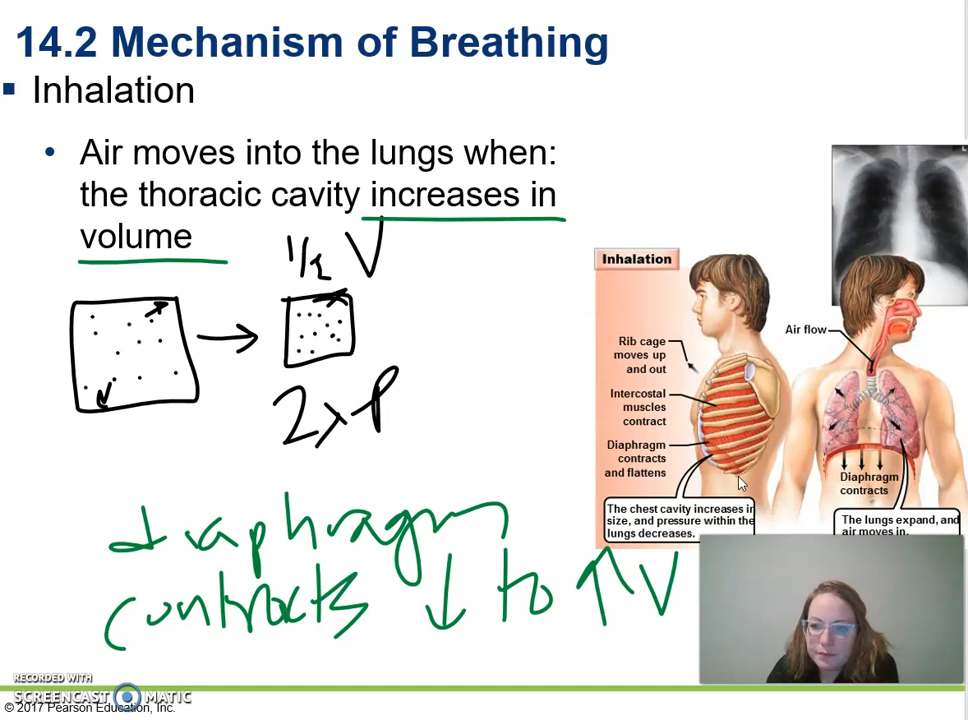 14.2 Mechanism of Breathing
▪ Inhalation
• Air moves into the lungs when:
the thoracic cavity increases in
volume
1/2 V
2x P
diaphragm
contracts ↓ to ↑ V
Inhalation
Rib cage
moves up
and out
Intercostal
muscles
contract
Diaphragm
contracts
and flattens
The chest cavity increases in
size, and pressure within the
lungs decreases.
Air flow
Diaphragm
contracts
The lungs expand, and
air moves in.
L
RECORDED WITH
SCREENCAST MATIC
© 2017 Pearson Education, Inc.